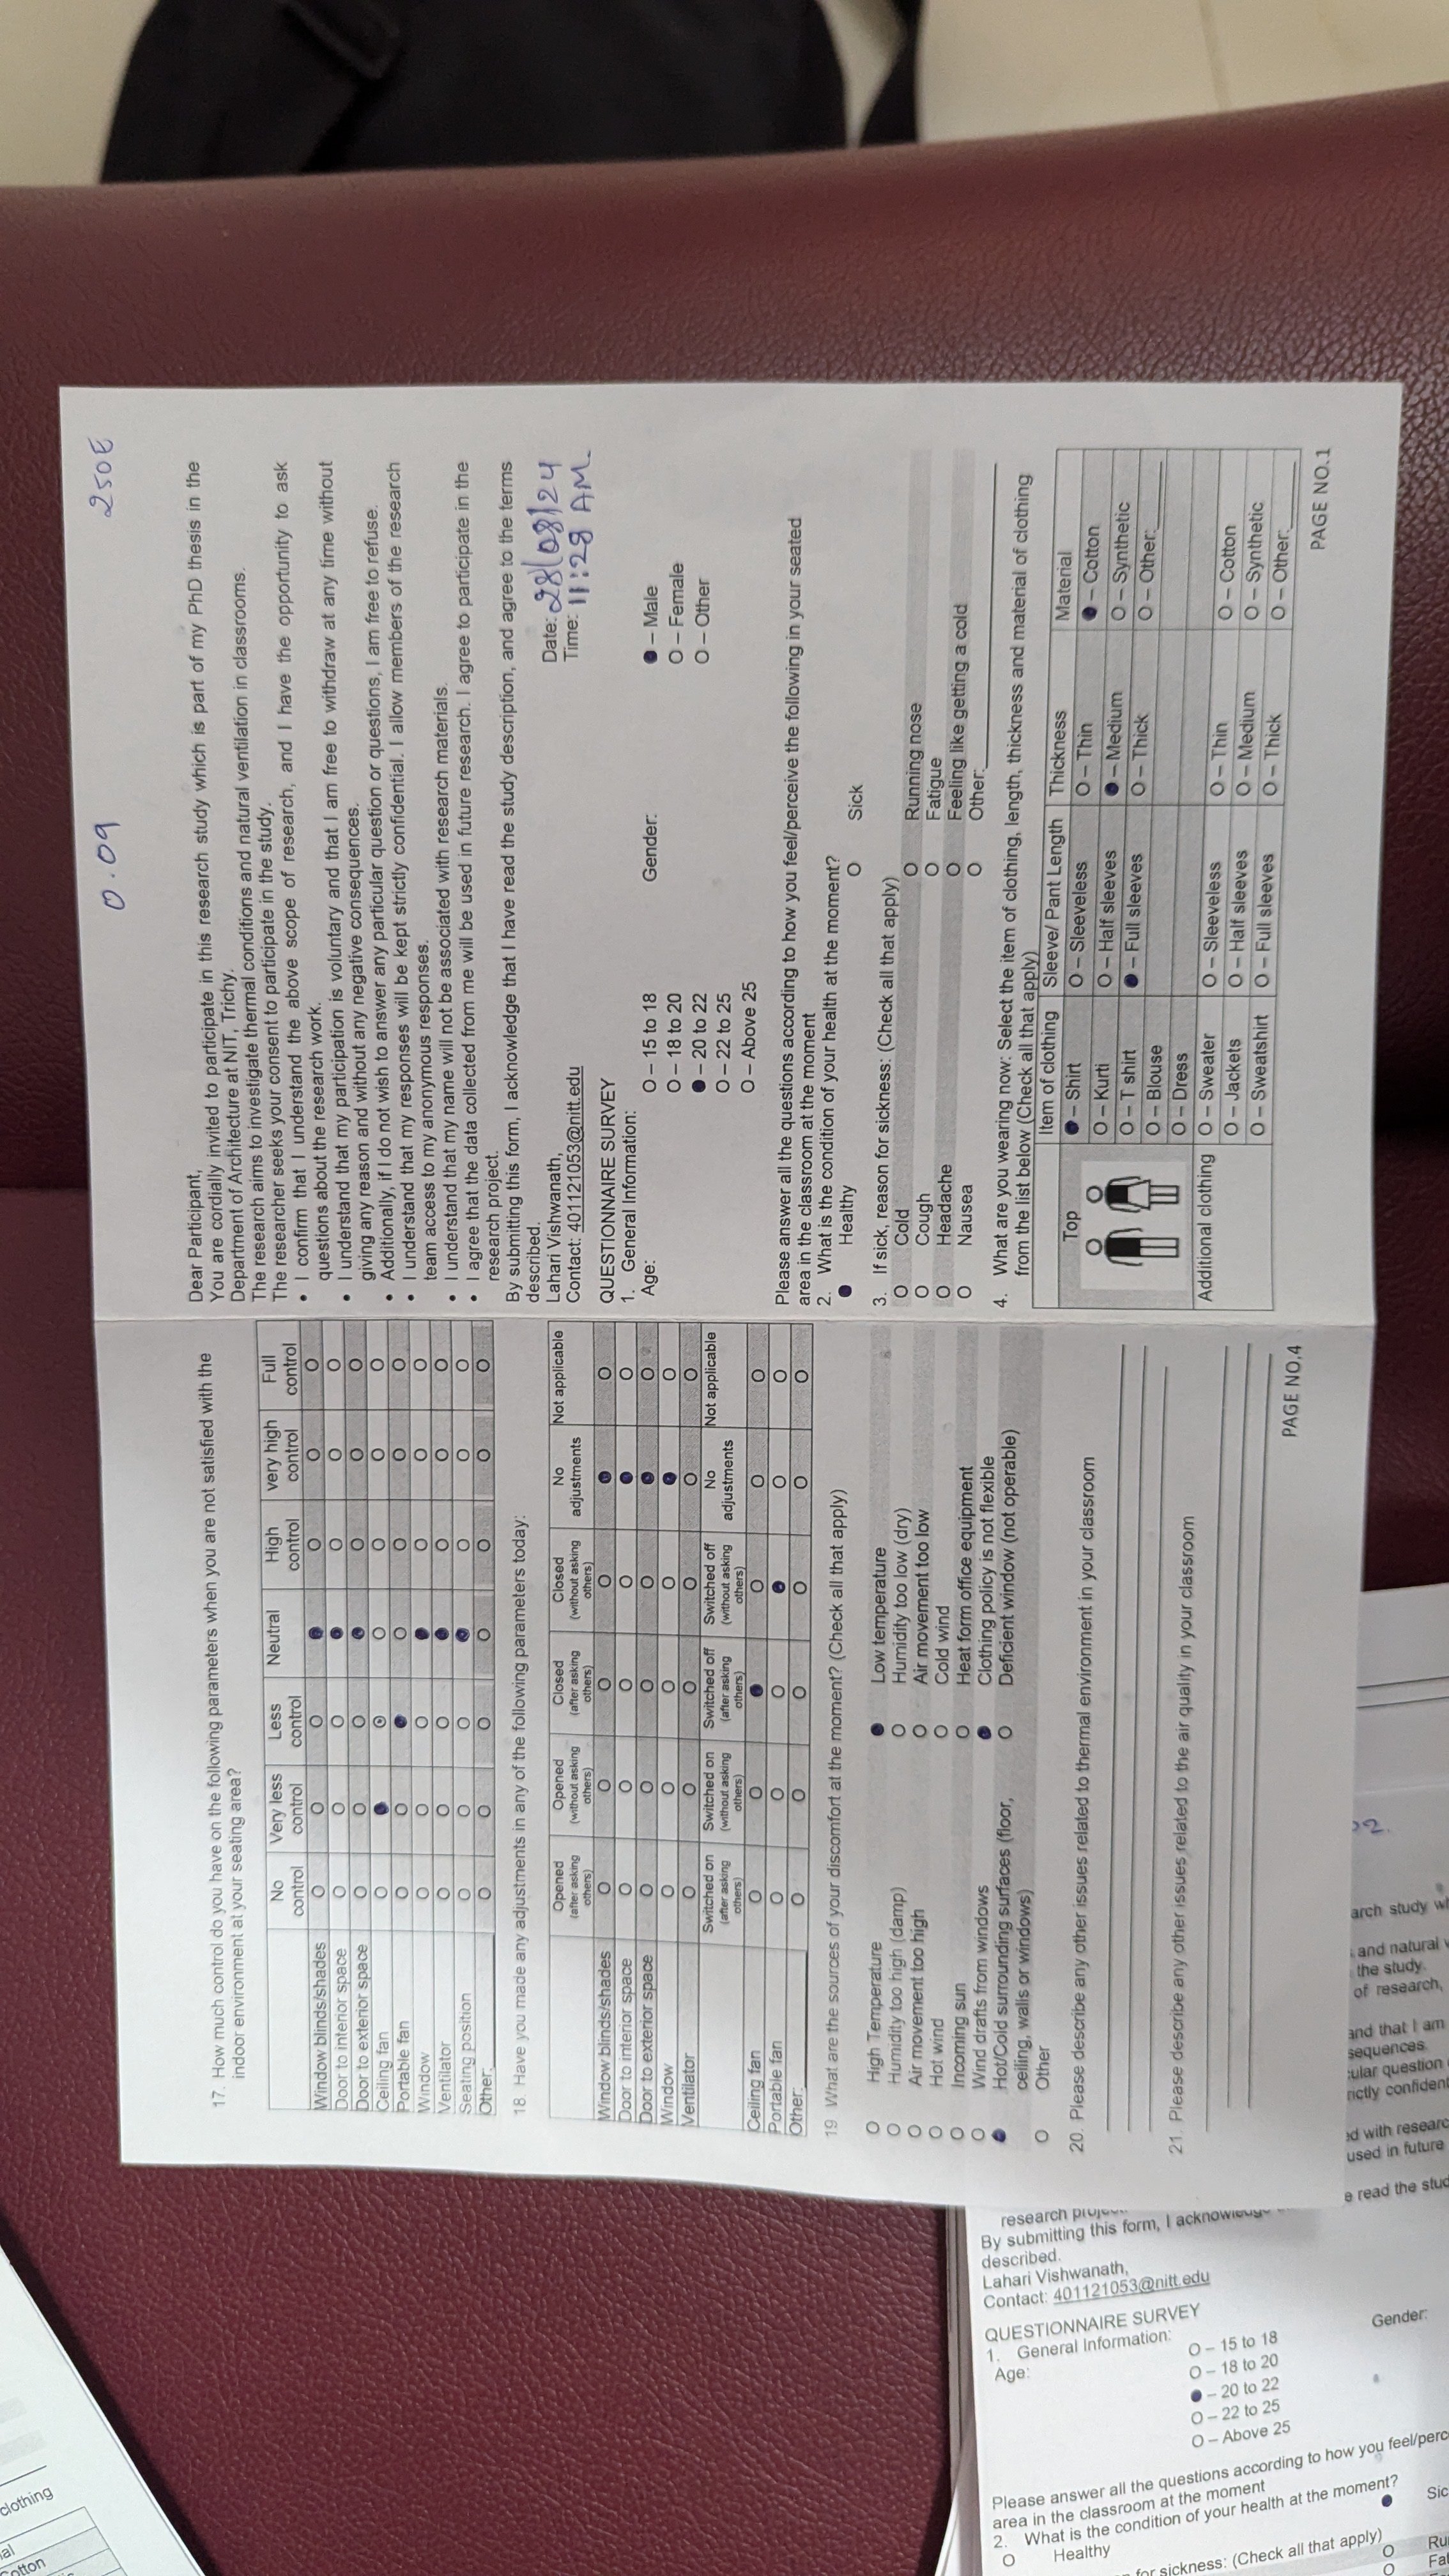 0.09 250E
Dear Participant,
You are cordially invited to participate in this research study which is part of my PhD thesis in the
Department of Architecture at NIT, Trichy.
The research aims to investigate thermal conditions and natural ventilation in classrooms.
The researcher seeks your consent to participate in the study.
• I confirm that I understand the above scope of research, and I have the opportunity to ask
questions about the research work.
• I understand that my participation is voluntary and that I am free to withdraw at any time without
giving any reason and without any negative consequences.
• Additionally, if I do not wish to answer any particular question or questions, I am free to refuse.
• I understand that my responses will be kept strictly confidential. I allow members of the research
team access to my anonymous responses.
• I understand that my name will not be associated with research materials.
• I agree that the data collected from me will be used in future research. I agree to participate in the
research project.
By submitting this form, I acknowledge that I have read the study description, and agree to the terms
described.
Lahari Vishwanath, Date: 28/08/24
Contact: 401121053@nitt.edu Time: 11:28 AM
QUESTIONNAIRE SURVEY
1. General Information:
Age: O – 15 to 18 Gender: ● – Male
O – 18 to 20 O – Female
● – 20 to 22 O – Other
O – 22 to 25
O – Above 25
Please answer all the questions according to how you feel/perceive the following in your seated
area in the classroom at the moment
2. What is the condition of your health at the moment?
● Healthy O Sick
3. If sick, reason for sickness: (Check all that apply)
O Cold O Running nose
O Cough O Fatigue
O Headache O Feeling like getting a cold
O Nausea O Other:
4. What are you wearing now: Select the item of clothing, length, thickness and material of clothing
from the list below (Check all that apply)
Top Item of clothing Sleeve/ Pant Length Thickness Material
● – Shirt O – Sleeveless O – Thin ● – Cotton
O – Kurti O – Half sleeves ● – Medium O – Synthetic
O – T shirt ● – Full sleeves O – Thick O – Other:
O – Blouse
O – Dress
Additional clothing O – Sweater O – Sleeveless O – Thin O – Cotton
O – Jackets O – Half sleeves O – Medium O – Synthetic
O – Sweatshirt O – Full sleeves O – Thick O – Other:
PAGE NO.1
17. How much control do you have on the following parameters when you are not satisfied with the
indoor environment at your seating area?
No control Very less control Less control Neutral High control very high control Full control
Window blinds/shades O O O ● O O O
Door to interior space O O O ● O O O
Door to exterior space O O O ● O O O
Ceiling fan O ● O O O O O
Portable fan O O ● O O O O
Window O O O ● O O O
Ventilator O O O ● O O O
Seating position O O O ● O O O
Other: O O O O O O O
18. Have you made any adjustments in any of the following parameters today:
Opened (after asking others) Opened (without asking others) Closed (after asking others) Closed (without asking others) No adjustments Not applicable
Window blinds/shades O O O O ● O
Door to interior space O O O O ● O
Door to exterior space O O O O ● O
Window O O O O ● O
Ventilator O O O O O O
Switched on (after asking others) Switched on (without asking others) Switched off (after asking others) Switched off (without asking others) No adjustments Not applicable
Ceiling fan O O ● O O O
Portable fan O O O ● O O
Other: O O O O O O
19 What are the sources of your discomfort at the moment? (Check all that apply)
O High Temperature ● Low temperature
O Humidity too high (damp) O Humidity too low (dry)
O Air movement too high O Air movement too low
O Hot wind O Cold wind
O Incoming sun O Heat form office equipment
O Wind drafts from windows ● Clothing policy is not flexible
● Hot/Cold surrounding surfaces (floor, O Deficient window (not operable)
ceiling, walls or windows)
O Other
20. Please describe any other issues related to thermal environment in your classroom
21. Please describe any other issues related to the air quality in your classroom
PAGE NO.4
arch study
and natural
the study.
of research,
and that I am
sequences.
ular question
rictly confident
ed with researc
used in future
e read the stud
research
By submitting this form, I acknowledge
described.
Lahari Vishwanath,
Contact: 401121053@nitt.edu
QUESTIONNAIRE SURVEY
1. General Information:
Age: O – 15 to 18 Gender:
O – 18 to 20
● – 20 to 22
O – 22 to 25
O – Above 25
Please answer all the questions according to how you feel/perc
area in the classroom at the moment
2. What is the condition of your health at the moment?
O Healthy ● Sic
for sickness: (Check all that apply)
O Ru
O Fa
clothing
otton